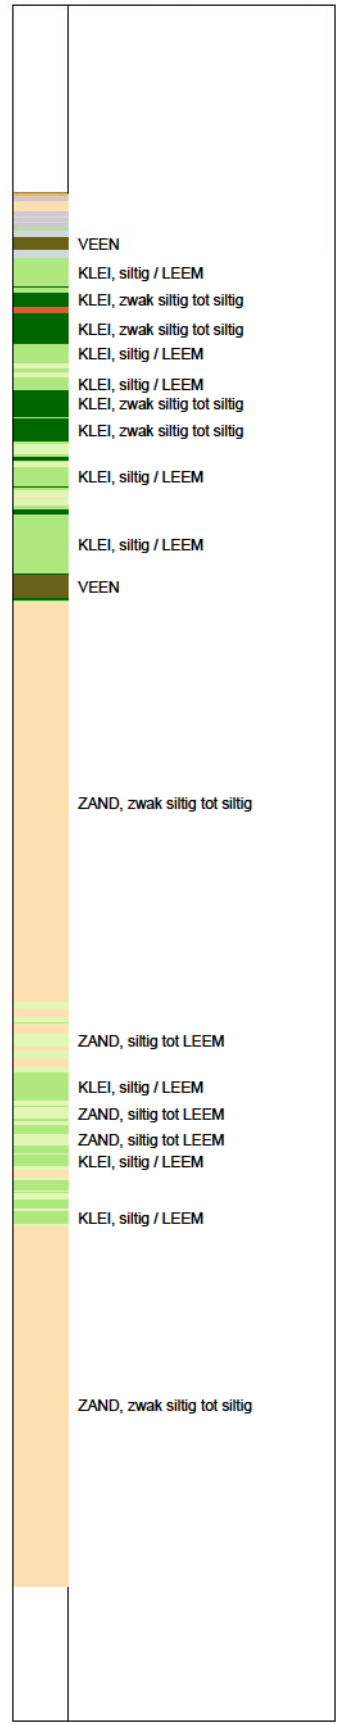 VEEN
KLEI, siltig / LEEM
KLEI, zwak siltig tot siltig
KLEI, zwak siltig tot siltig
KLEI, siltig / LEEM
KLEI, siltig / LEEM
KLEI, zwak siltig tot siltig
KLEI, zwak siltig tot siltig
KLEI, siltig / LEEM
KLEI, siltig / LEEM
VEEN
ZAND, zwak siltig tot siltig
ZAND, siltig tot LEEM
KLEI, siltig / LEEM
ZAND, siltig tot LEEM
ZAND, siltig tot LEEM
KLEI, siltig / LEEM
KLEI, siltig / LEEM
ZAND, zwak siltig tot siltig